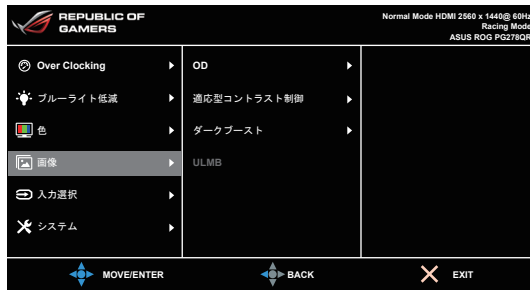 REPUBLIC OF
GAMERS
Normal Mode HDMI 2560 x 1440@ 60Hz
Racing Mode
ASUS ROG PG278QR
Over Clocking
ブルーライト低減
色
画像
入力選択
システム
OD
適応型コントラスト制御
ダークブースト
ULMB
MOVE/ENTER
BACK
EXIT